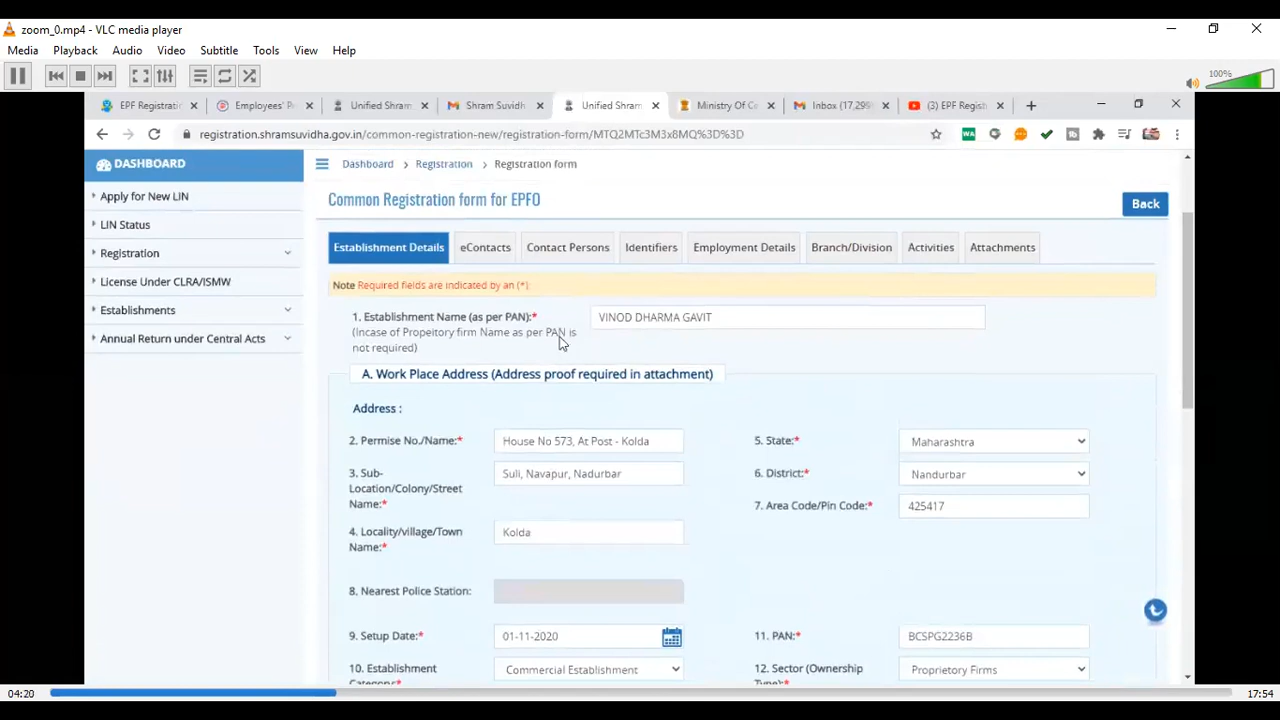 zoom_0.mp4 - VLC media player
Media Playback Audio Video Subtitle Tools View Help
100%
EPF Registratio
Employees' Pr
Unified Shram
Shram Suvidh
Unified Shram
Ministry Of Ce
Inbox (17,299
(3) EPF Regist
registration.shramsuvidha.gov.in/common-registration-new/registration-form/MTQ2MTc3M3x8MQ%3D%3D
DASHBOARD
Apply for New LIN
LIN Status
Registration
License Under CLRA/ISMW
Establishments
Annual Return under Central Acts
Dashboard > Registration > Registration form
Common Registration form for EPFO
Back
Establishment Details eContacts Contact Persons Identifiers Employment Details Branch/Division Activities Attachments
Note Required fields are indicated by an (*)
1. Establishment Name (as per PAN):* VINOD DHARMA GAVIT
(Incase of Propeitory firm Name as per PAN is
not required)
A. Work Place Address (Address proof required in attachment)
Address :
2. Permise No./Name:* House No 573, At Post - Kolda
5. State:* Maharashtra
3. Sub-
Location/Colony/Street
Name:*
Suli, Navapur, Nadurbar
6. District:* Nandurbar
7. Area Code/Pin Code:* 425417
4. Locality/village/Town
Name:*
Kolda
8. Nearest Police Station:
9. Setup Date:* 01-11-2020
11. PAN:* BCSPG2236B
10. Establishment
Category:*
Commercial Establishment
12. Sector (Ownership
Type):*
Proprietory Firms
04:20
17:54